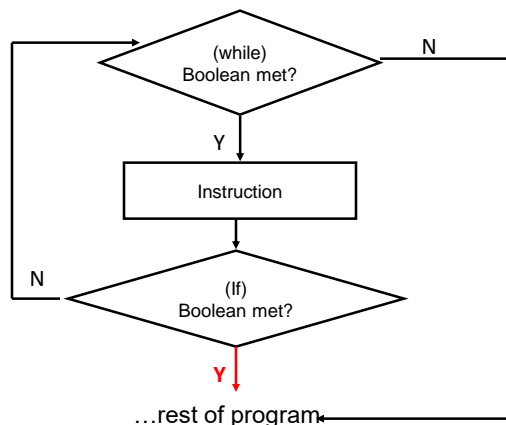 (while)
Boolean met?
N
Y
Instruction
N
(If)
Boolean met?
Y
...rest of program